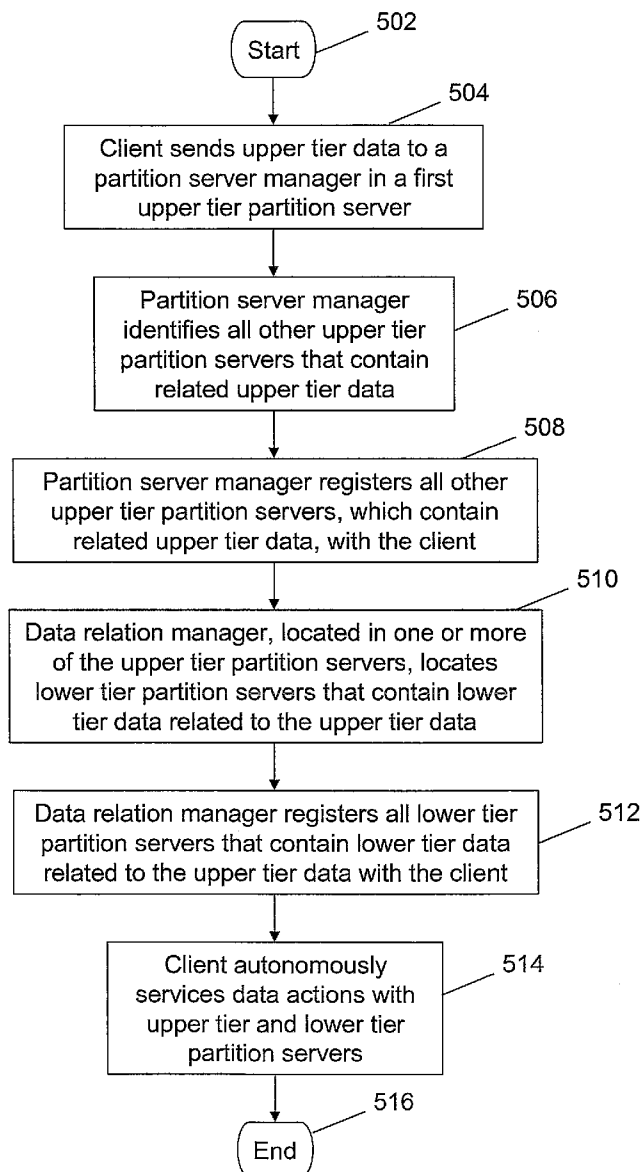 502
Start
504
Client sends upper tier data to a
partition server manager in a first
upper tier partition server
Partition server manager
identifies all other upper tier
partition servers that contain
related upper tier data
506
508
Partition server manager registers all other
upper tier partition servers, which contain
related upper tier data, with the client
510
Data relation manager, located in one or more
of the upper tier partition servers, locates
lower tier partition servers that contain lower
tier data related to the upper tier data
Data relation manager registers all lower tier
partition servers that contain lower tier data
related to the upper tier data with the client
512
Client autonomously
services data actions with
upper tier and lower tier
partition servers
514
516
End